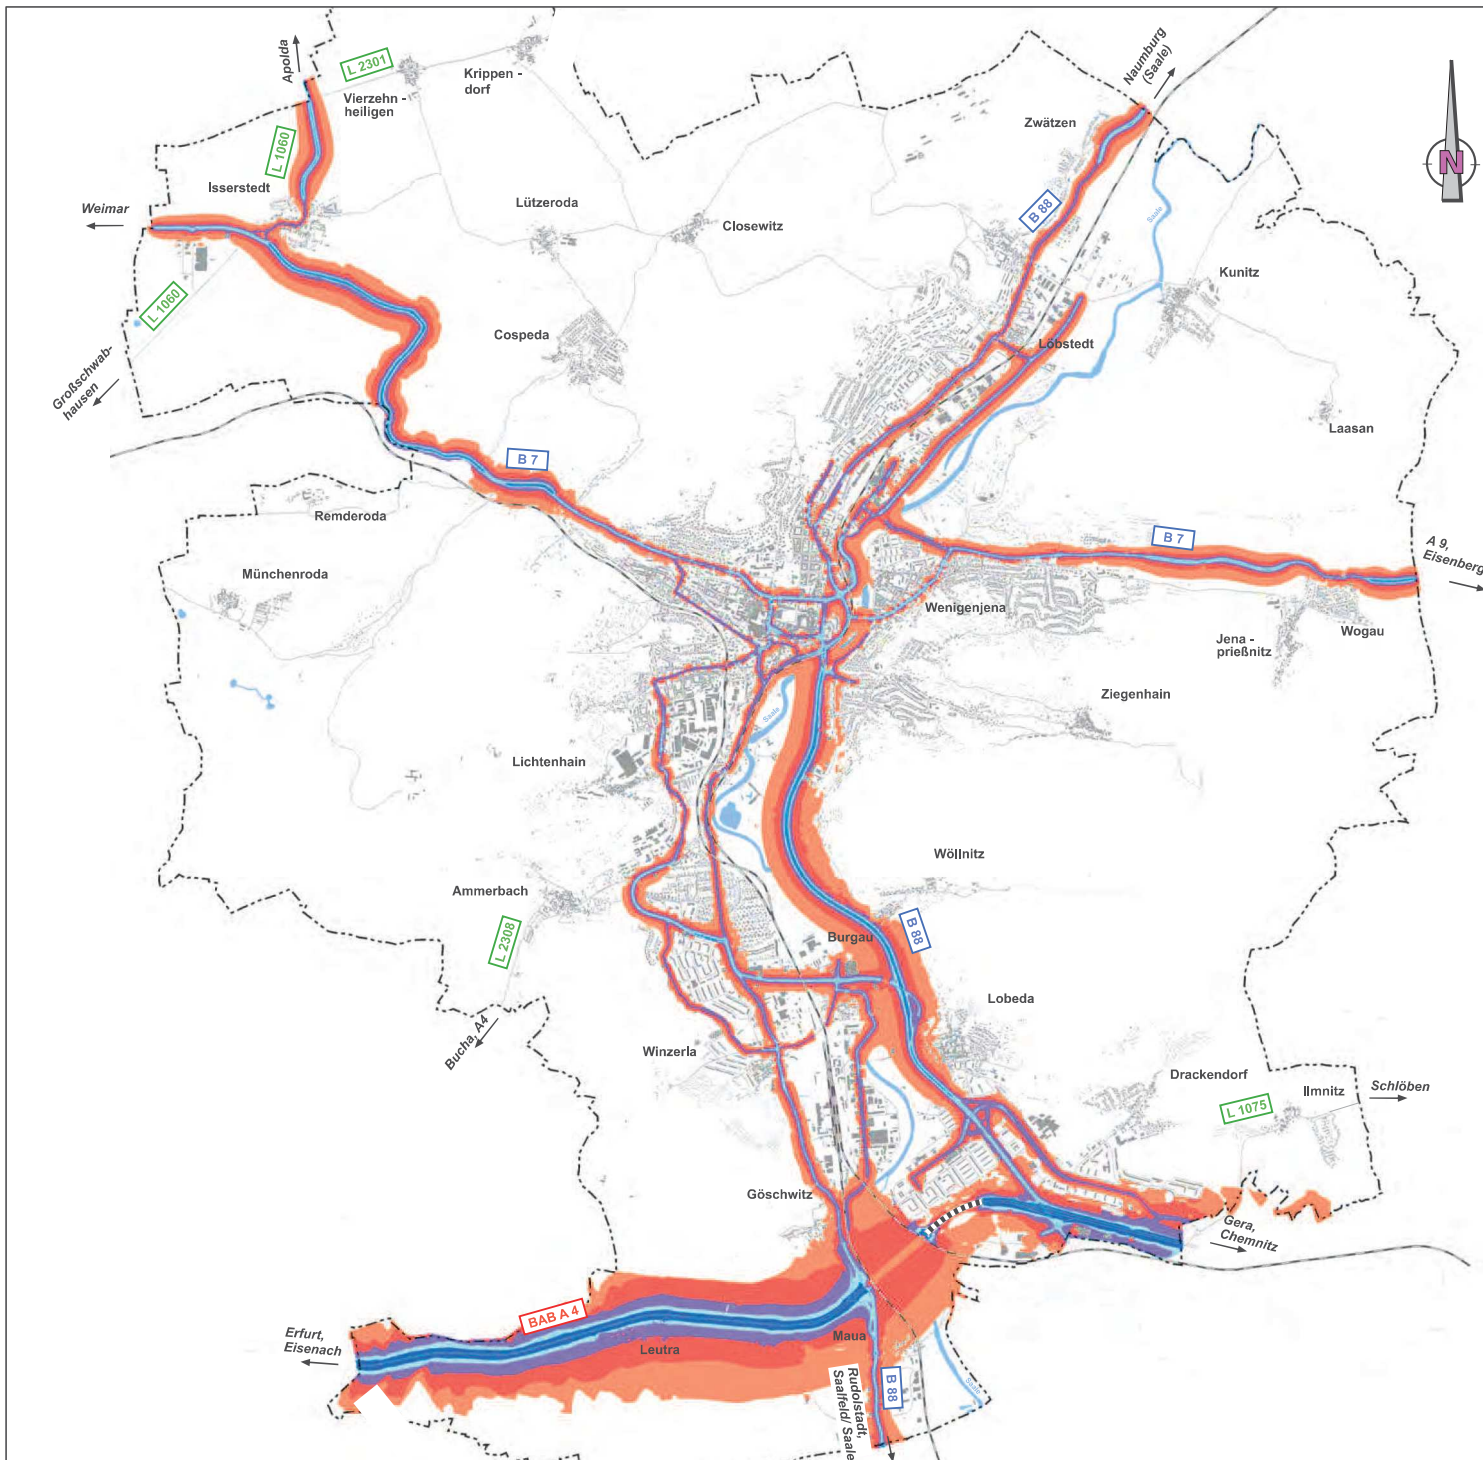 Apolda
L 2301
Krippen -
dorf
Vierzehn -
heiligen
Naumburg
(Saale)
Zwätzen
L 1060
Isserstedt
N
Weimar
Lützeroda
Closewitz
B 88
Saale
Kunitz
L 1060
Cospeda
Löbstedt
Großschwab-
hausen
Laasan
B 7
Remderoda
B 7
A 9,
Eisenberg
Münchenroda
Wenigenjena
Wogau
Jena -
prießnitz
Ziegenhain
Saale
Lichtenhain
Wöllnitz
Ammerbach
L 2308
Burgau
B 88
Lobeda
Bucha, A4
Winzerla
Drackendorf
Ilmnitz
Schlöben
L 1075
Göschwitz
Gera,
Chemnitz
BAB A 4
Erfurt,
Eisenach
Leutra
Maua
B 88
Saale
Rudolstadt,
Saalfeld/ Saale